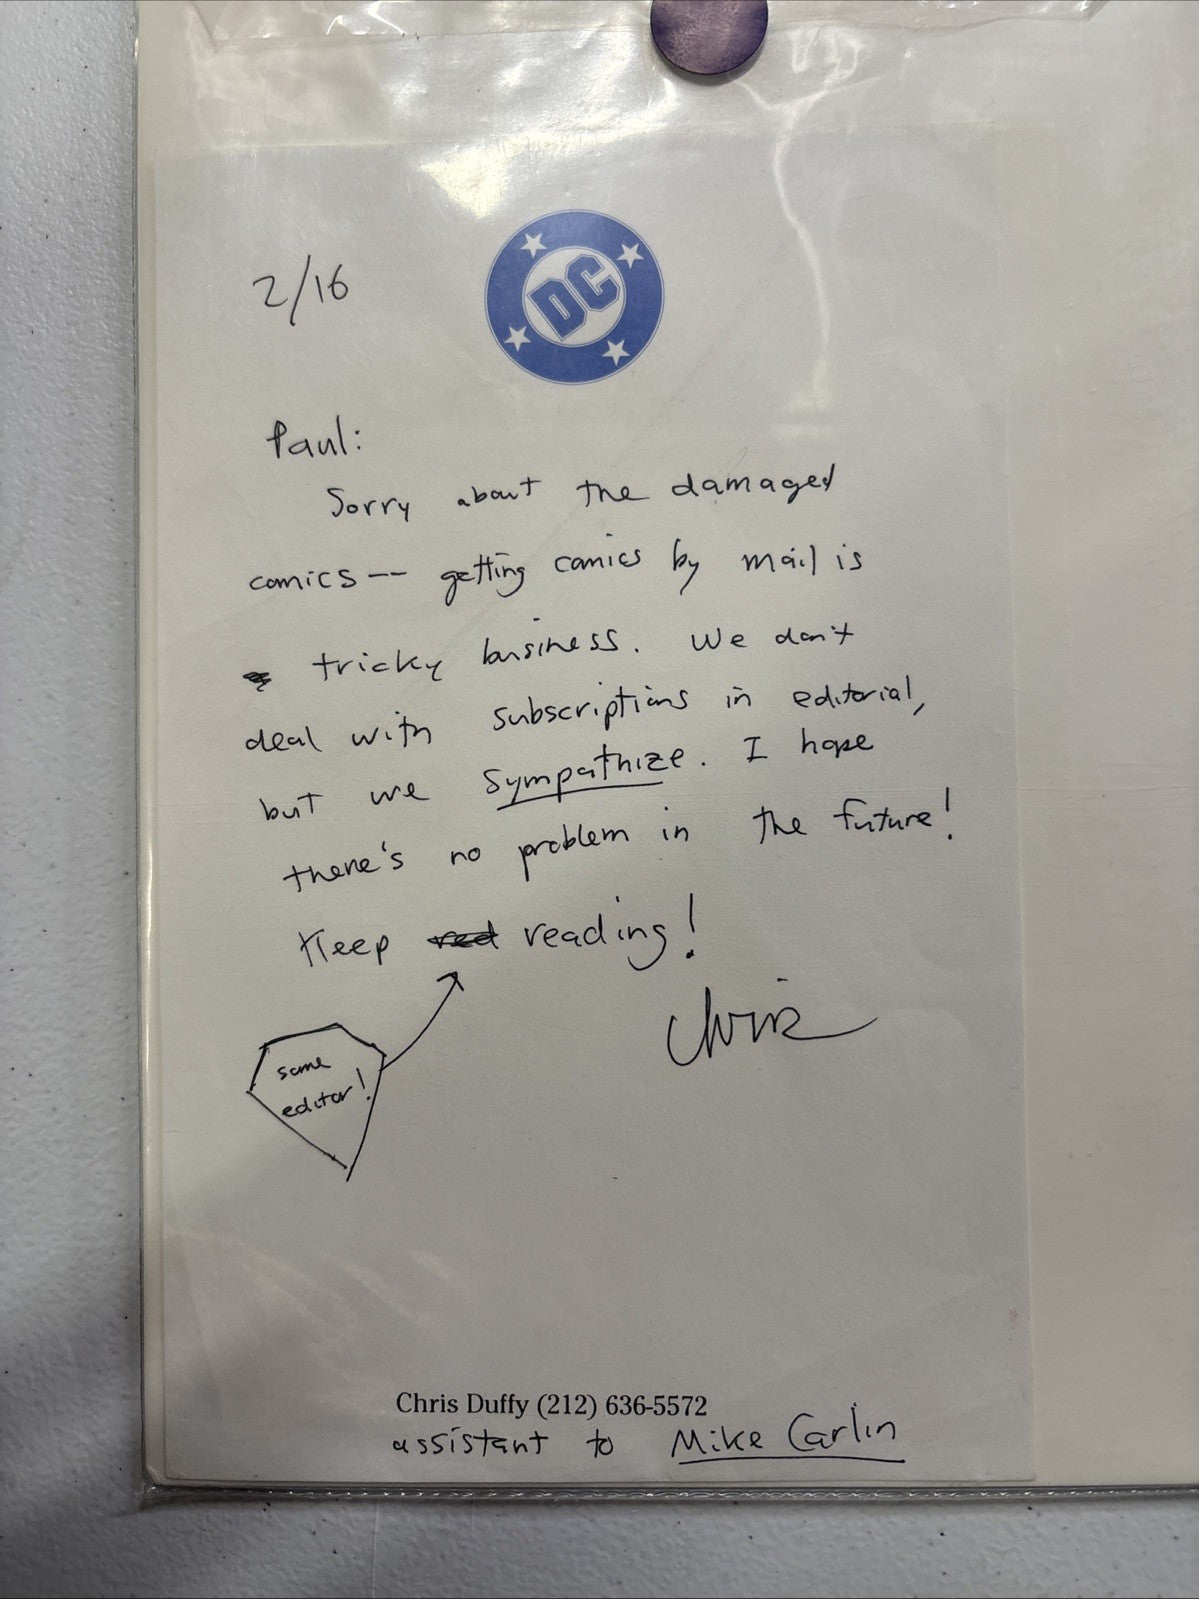 2/16
DC
Paul:
Sorry about the damaged
comics -- getting comics by mail is
tricky business. We don't
deal with subscriptions in editorial,
but we sympathize. I hope
there's no problem in the future!
Keep red reading!
Chris
some
editor!
Chris Duffy (212) 636-5572
assistant to Mike Carlin